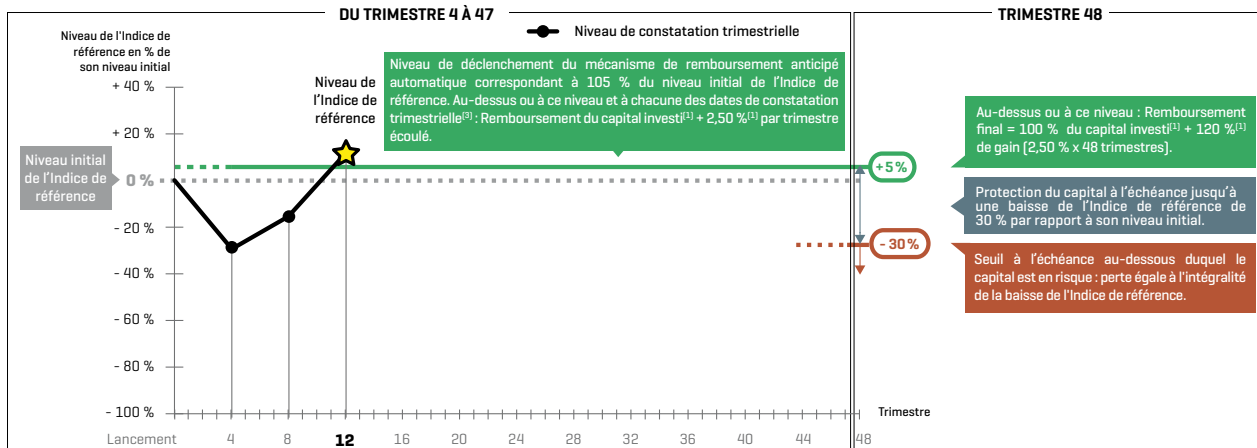 DU TRIMESTRE 4 À 47
TRIMESTRE 48
Niveau de l'Indice de
référence en % de
son niveau initial
Niveau de constatation trimestrielle
Niveau de
l'Indice de
référence
Niveau de déclenchement du mécanisme de remboursement anticipé
automatique correspondant à 105 % du niveau initial de l'Indice de
référence. Au-dessus ou à ce niveau et à chacune des dates de constatation
trimestrielle[3] : Remboursement du capital investi[1] + 2,50 %[1] par trimestre
écoulé.
Au-dessus ou à ce niveau : Remboursement
final = 100 % du capital investi[1] + 120 %[1]
de gain (2,50 % x 48 trimestres).
Protection du capital à l'échéance jusqu'à
une baisse de l'Indice de référence de
30 % par rapport à son niveau initial.
Seuil à l'échéance au-dessous duquel le
capital est en risque : perte égale à l'intégralité
de la baisse de l'Indice de référence.
Niveau initial
de l'Indice de
référence
+ 40 %
+ 20 %
0 %
- 20 %
- 40 %
- 60 %
- 80 %
- 100 %
+5 %
- 30 %
Trimestre
Lancement 4 8 12 16 20 24 28 32 36 40 44 48